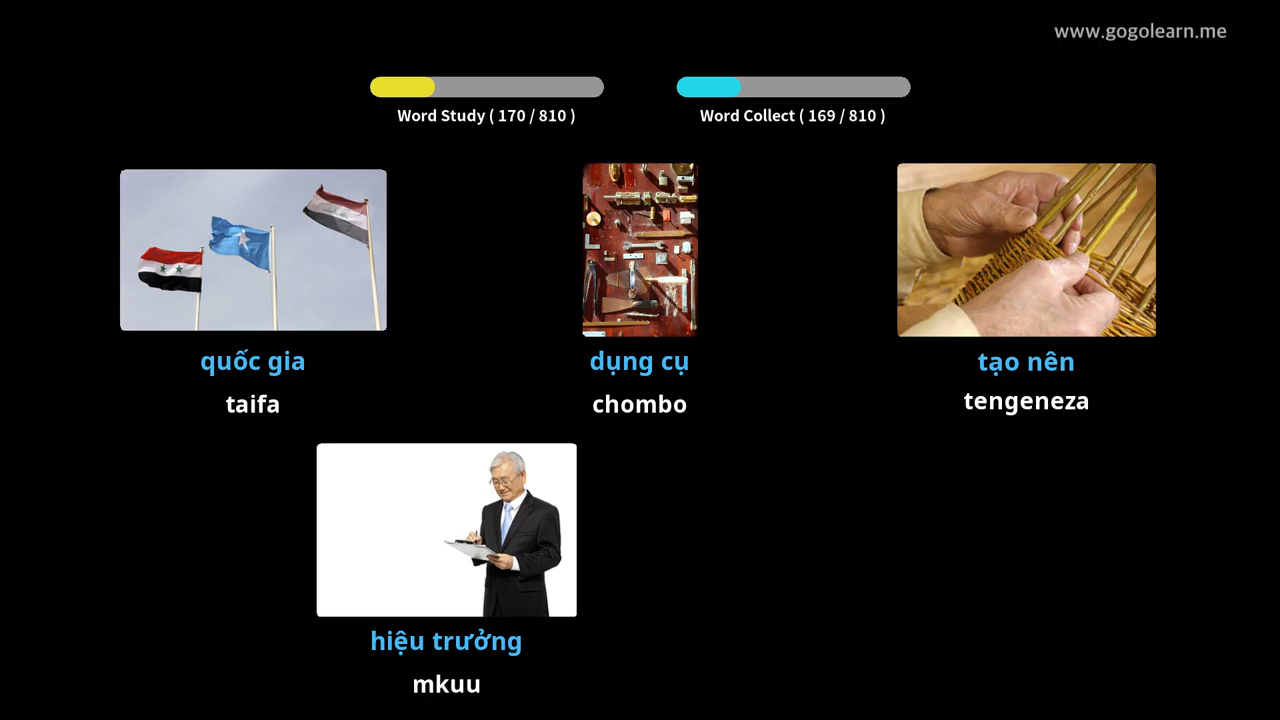 www.gogolearn.me
Word Study ( 170 / 810 )
Word Collect ( 169 / 810 )
quốc gia
taifa
dụng cụ
chombo
tạo nên
tengeneza
hiệu trưởng
mkuu